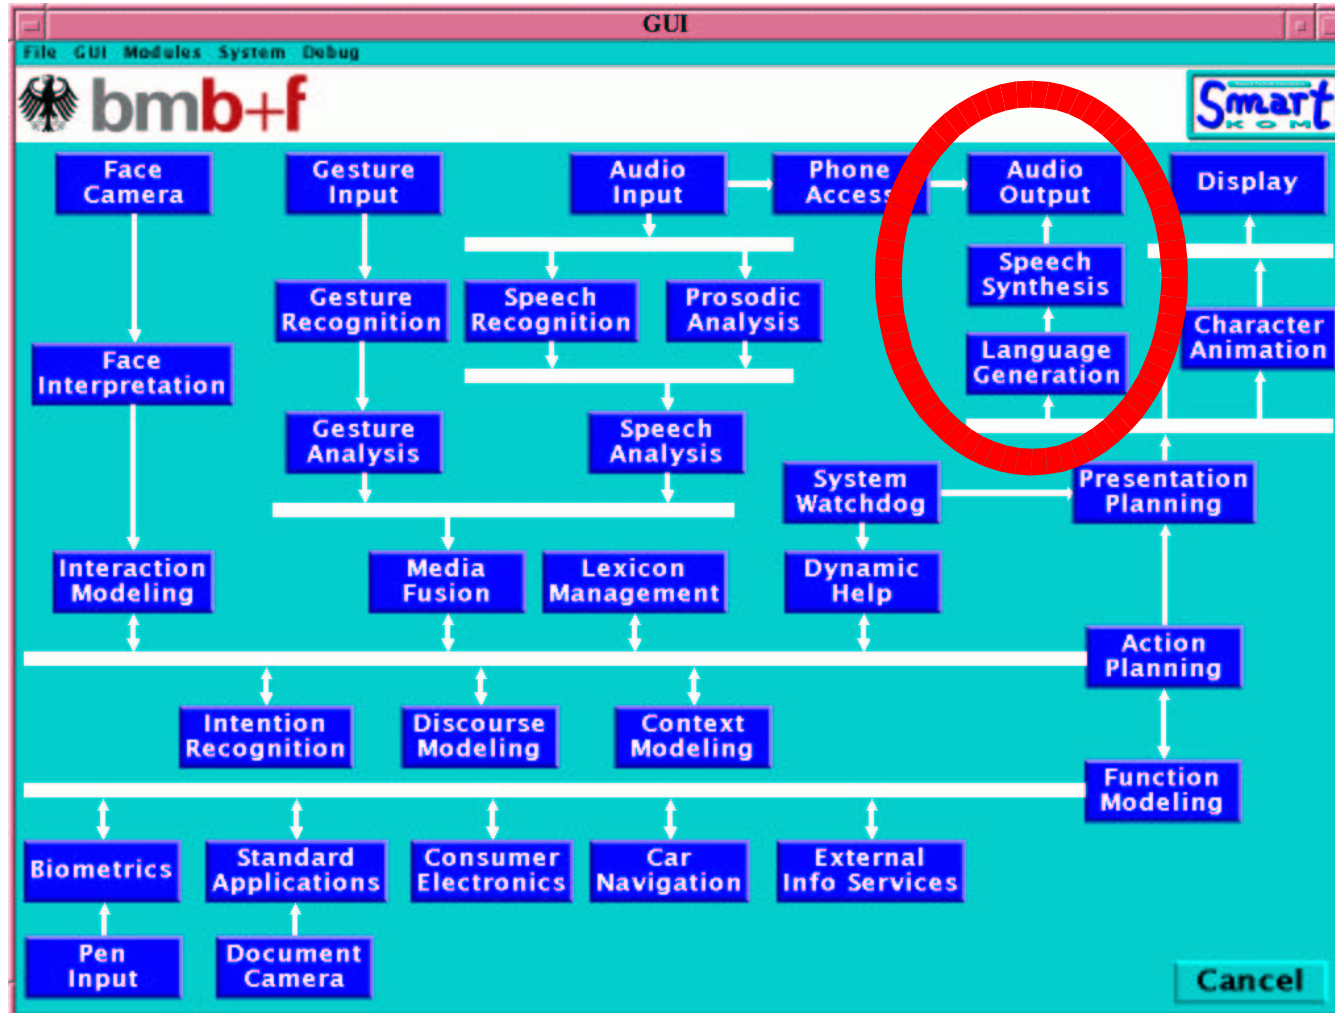 GUI
File GUI Modules System Debug
bmb+f
Smart
KOM
Face
Camera
Gesture
Input
Audio
Input
Phone
Access
Audio
Output
Display
Speech
Synthesis
Gesture
Recognition
Speech
Recognition
Prosodic
Analysis
Language
Generation
Character
Animation
Face
Interpretation
Gesture
Analysis
Speech
Analysis
System
Watchdog
Presentation
Planning
Interaction
Modeling
Media
Fusion
Lexicon
Management
Dynamic
Help
Action
Planning
Intention
Recognition
Discourse
Modeling
Context
Modeling
Function
Modeling
Biometrics
Standard
Applications
Consumer
Electronics
Car
Navigation
External
Info Services
Pen
Input
Document
Camera
Cancel